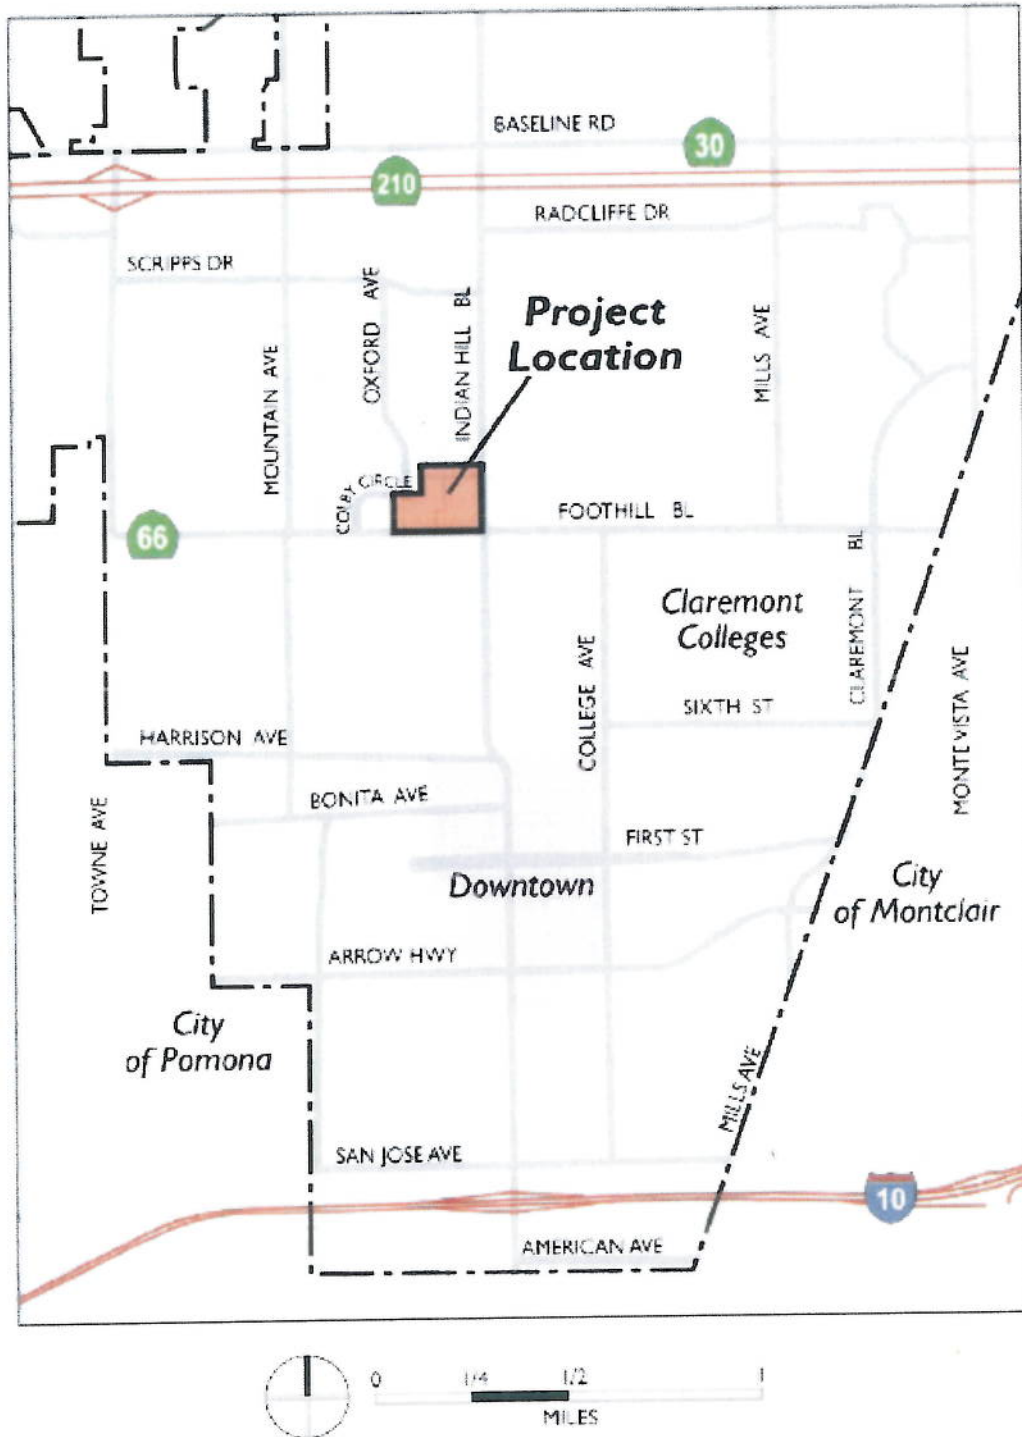 BASELINE RD
30
210
RADCLIFFE DR
SCRIPPS DR
OXFORD AVE
INDIAN HILL BL
Project
Location
MOUNTAIN AVE
MILLS AVE
COLBY CIRCLE
FOOTHILL BL
66
Claremont
Colleges
CLAREMONT BL
COLLEGE AVE
SIXTH ST
MONTEVISTA AVE
HARRISON AVE
BONITA AVE
TOWNE AVE
FIRST ST
Downtown
City
of Montclair
ARROW HWY
City
of Pomona
MILLS AVE
SAN JOSE AVE
10
AMERICAN AVE
0 1/4 1/2 1
MILES